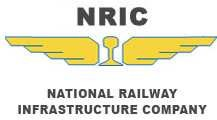 NRIC
NATIONAL RAILWAY
INFRASTRUCTURE COMPANY